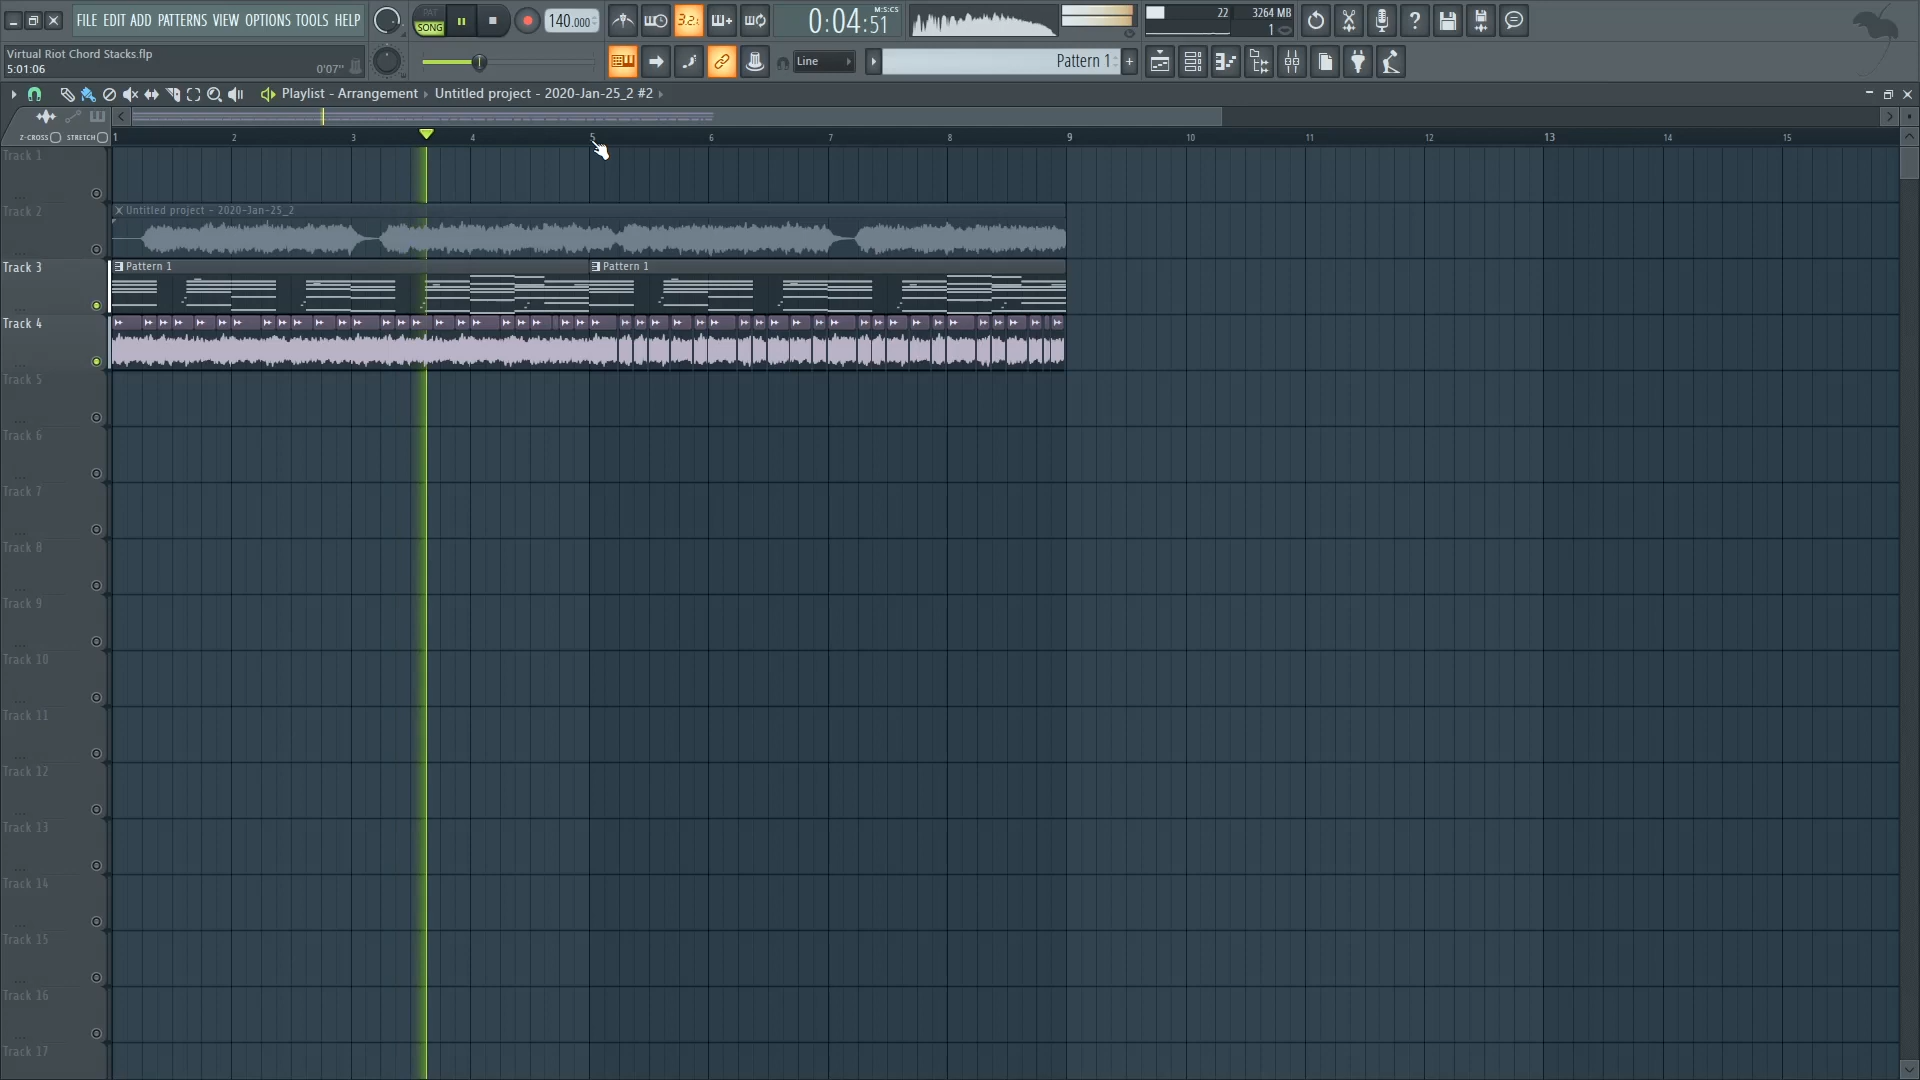 FILE EDIT ADD PATTERNS VIEW OPTIONS TOOLS HELP
PAT
SONG
140.000
3.2.1
0:04:51
M:S:CS
22
3264 MB
1
Virtual Riot Chord Stacks.flp
5:01:06
0'07"
Line
Pattern 1
Playlist - Arrangement
Untitled project - 2020-Jan-25_2 #2
Z-CROSS
STRETCH
1 2 3 4 5 6 7 8 9 10 11 12 13 14 15
Track 1
Track 2
Untitled project - 2020-Jan-25_2
Track 3
Pattern 1
Pattern 1
Track 4
Track 5
Track 6
Track 7
Track 8
Track 9
Track 10
Track 11
Track 12
Track 13
Track 14
Track 15
Track 16
Track 17